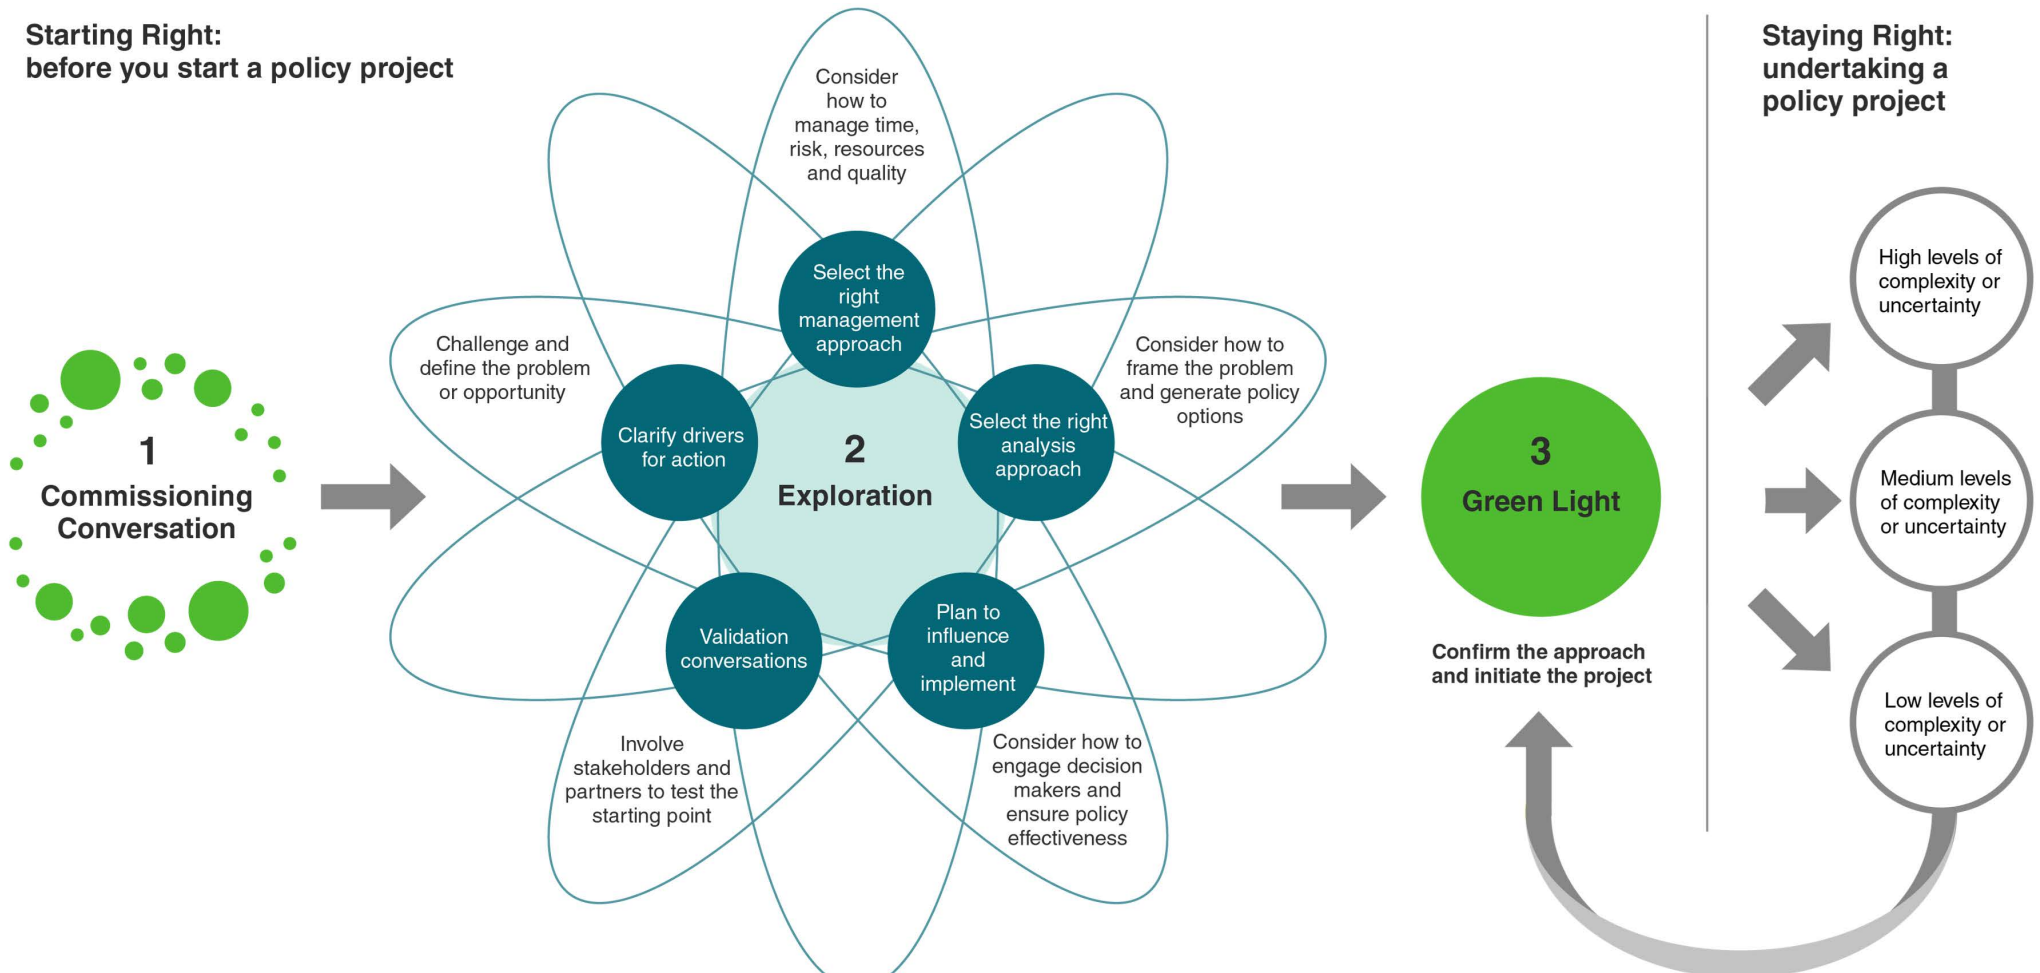 Starting Right:
before you start a policy project
1
Commissioning
Conversation
Consider
how to
manage time,
risk, resources
and quality
Select the
right
management
approach
Challenge and
define the problem
or opportunity
Clarify drivers
for action
2
Exploration
Consider how to
frame the problem
and generate policy
options
Select the right
analysis
approach
Validation
conversations
Involve
stakeholders and
partners to test the
starting point
Plan to
influence
and
implement
Consider how to
engage decision
makers and
ensure policy
effectiveness
3
Green Light
Confirm the approach
and initiate the project
Staying Right:
undertaking a
policy project
High levels of
complexity or
uncertainty
Medium levels
of complexity
or uncertainty
Low levels of
complexity or
uncertainty